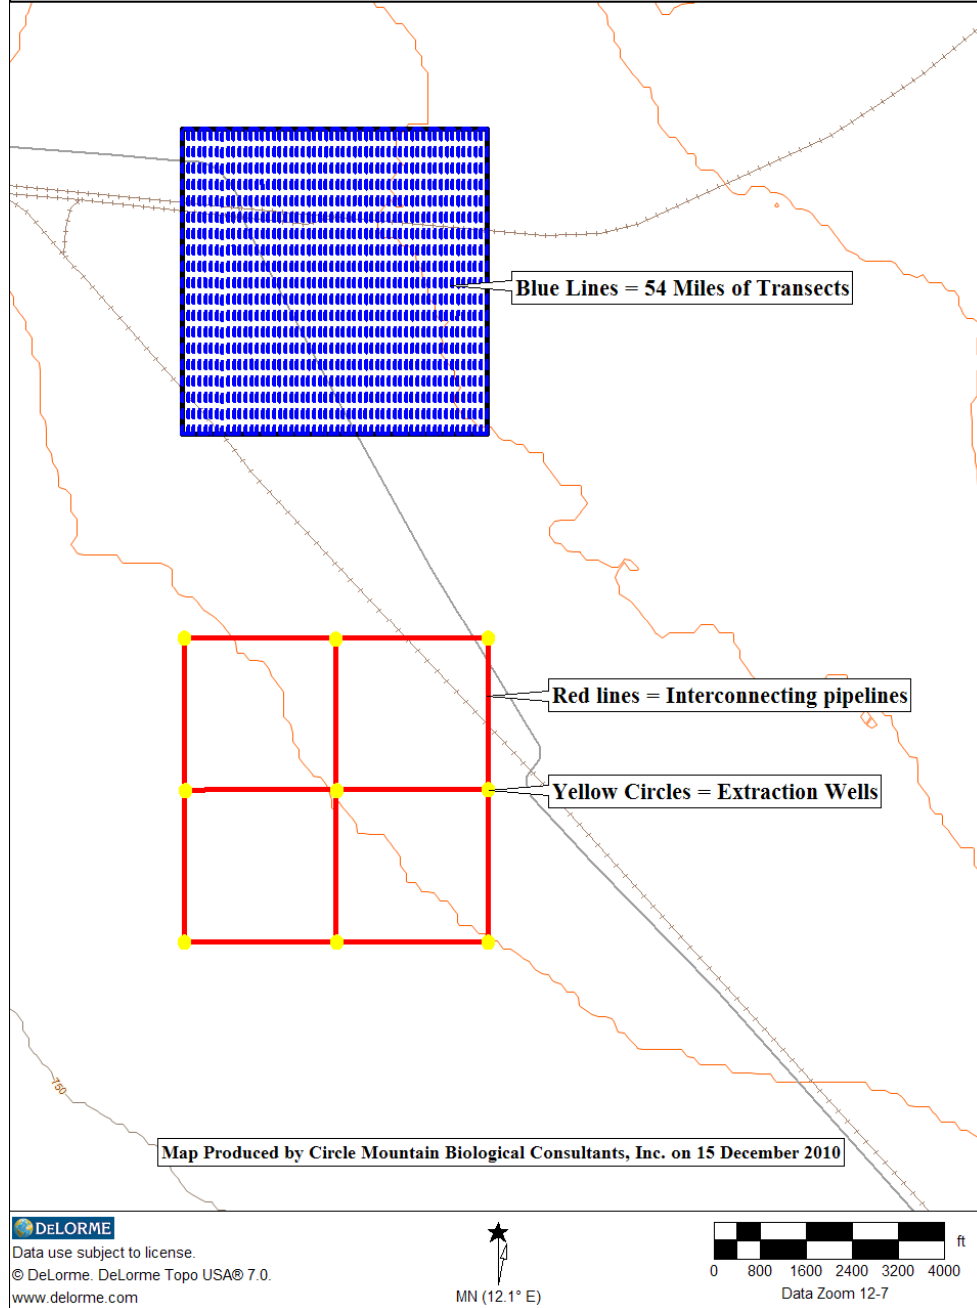 Blue Lines = 54 Miles of Transects
Red lines = Interconnecting pipelines
Yellow Circles = Extraction Wells
750
Map Produced by Circle Mountain Biological Consultants, Inc. on 15 December 2010
DELORME
Data use subject to license.
© DeLorme. DeLorme Topo USA® 7.0.
www.delorme.com
MN (12.1° E)
ft
0 800 1600 2400 3200 4000
Data Zoom 12-7